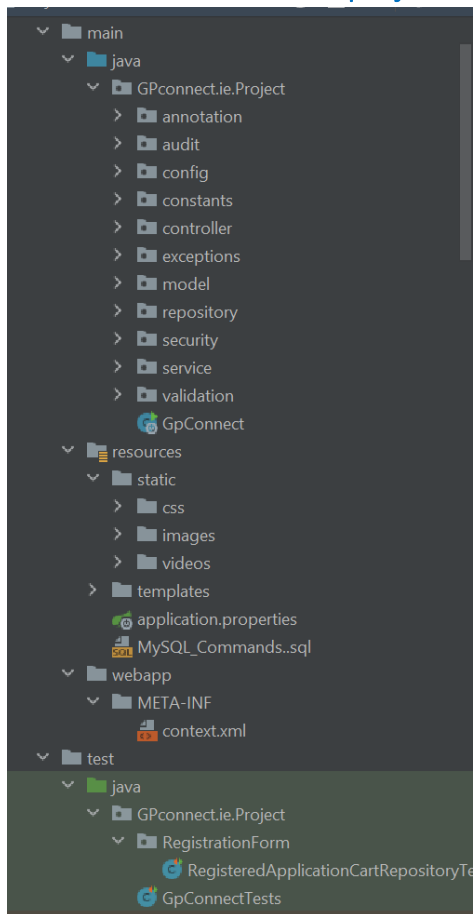 main
java
GPconnect.ie.Project
annotation
audit
config
constants
controller
exceptions
model
repository
security
service
validation
GpConnect
resources
static
css
images
videos
templates
application.properties
SQL MySQL_Commands..sql
webapp
META-INF
context.xml
test
java
GPconnect.ie.Project
RegistrationForm
RegisteredApplicationCartRepositoryTe
GpConnectTests